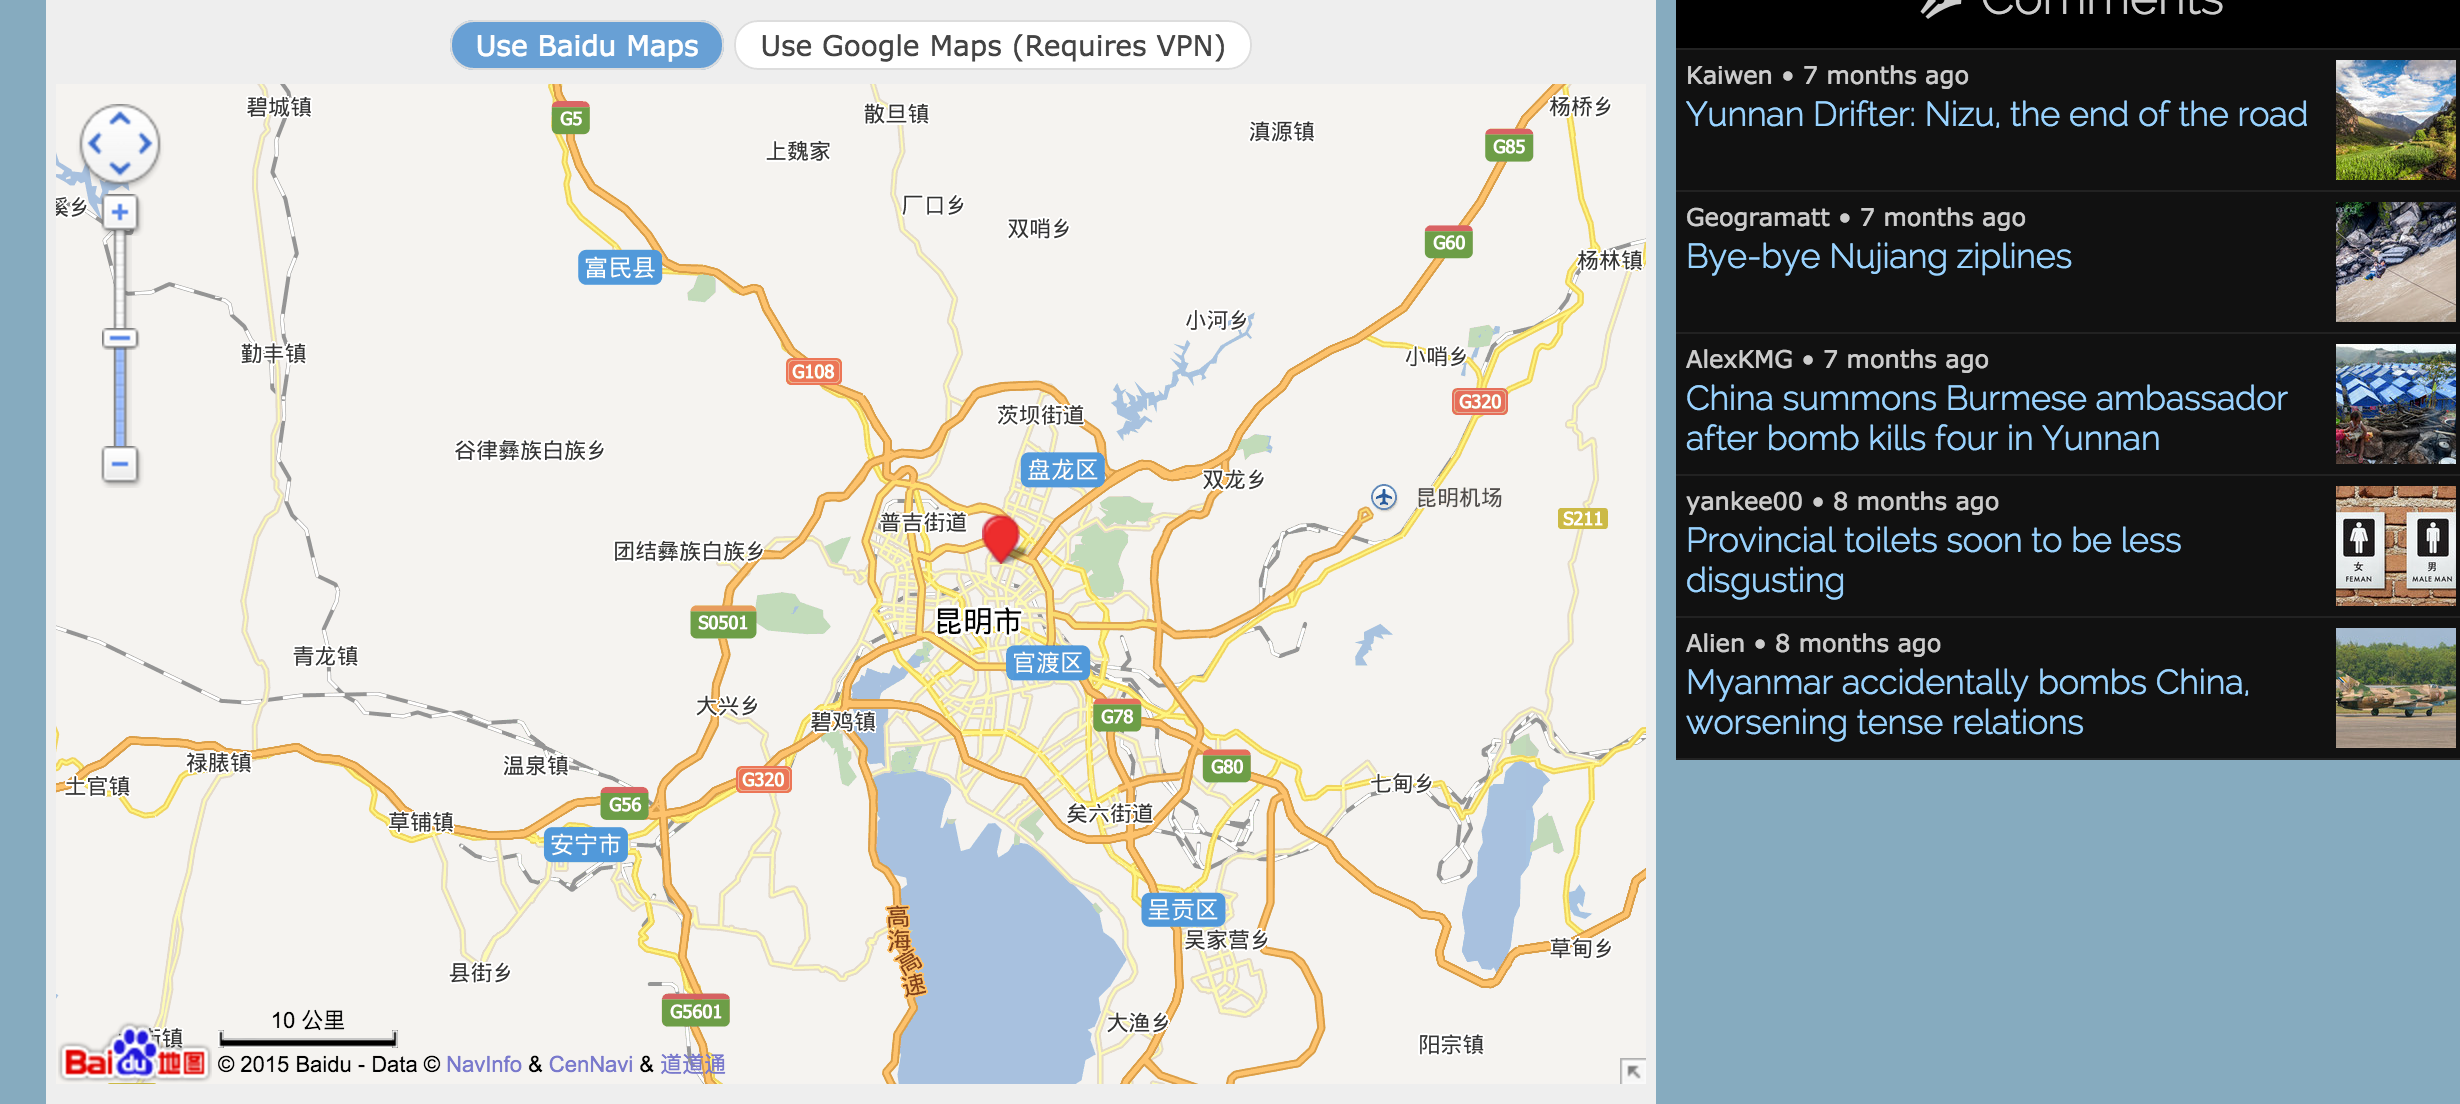 Use Baidu Maps
Use Google Maps (Requires VPN)
碧城镇
G5
散旦镇
滇源镇
杨桥乡
上魏家
G85
溪乡
厂口乡
双哨乡
G60
富民县
杨林镇
小河乡
勤丰镇
小哨乡
G108
G320
茨坝街道
谷律彝族白族乡
盘龙区
双龙乡
昆明机场
普吉街道
S211
团结彝族白族乡
S0501
昆明市
青龙镇
官渡区
大兴乡
碧鸡镇
G78
禄脿镇
温泉镇
G80
土官镇
G320
七甸乡
G56
草铺镇
矣六街道
安宁市
呈贡区
高海高速
吴家营乡
草甸乡
县街乡
G5601
10 公里
大渔乡
街镇
阳宗镇
Bai du 地图
© 2015 Baidu - Data © NavInfo & CenNavi & 道道通
Comments
Kaiwen • 7 months ago
Yunnan Drifter: Nizu, the end of the road
Geogramatt • 7 months ago
Bye-bye Nujiang ziplines
AlexKMG • 7 months ago
China summons Burmese ambassador
after bomb kills four in Yunnan
yankee00 • 8 months ago
Provincial toilets soon to be less
disgusting
女
FEMAN
男
MALE MAN
Alien • 8 months ago
Myanmar accidentally bombs China,
worsening tense relations